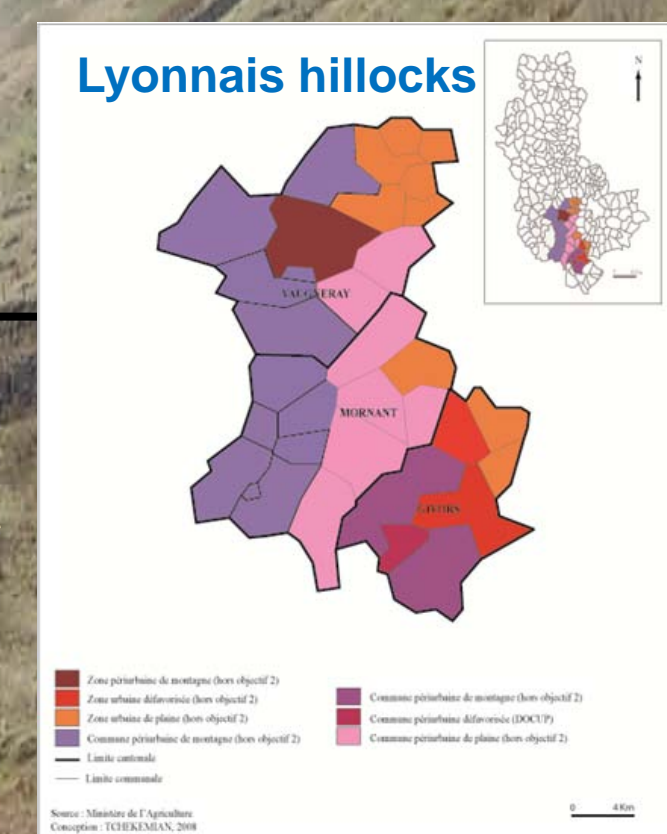 Lyonnais hillocks
N
VAUGNERAY
MORNANT
GIVORS
Zone périurbaine de montagne (hors objectif 2)
Zone urbaine défavorisée (hors objectif 2)
Zone urbaine de plaine (hors objectif 2)
Commune périurbaine de montagne (hors objectif 2)
Limite cantonale
Limite communale
Commune périurbaine de montagne (hors objectif 2)
Commune périurbaine défavorisée (DOCUP)
Commune périurbaine de plaine (hors objectif 2)
Source : Ministère de l'Agriculture
Conception : TCHEKEMIAN, 2008
0 4 Km